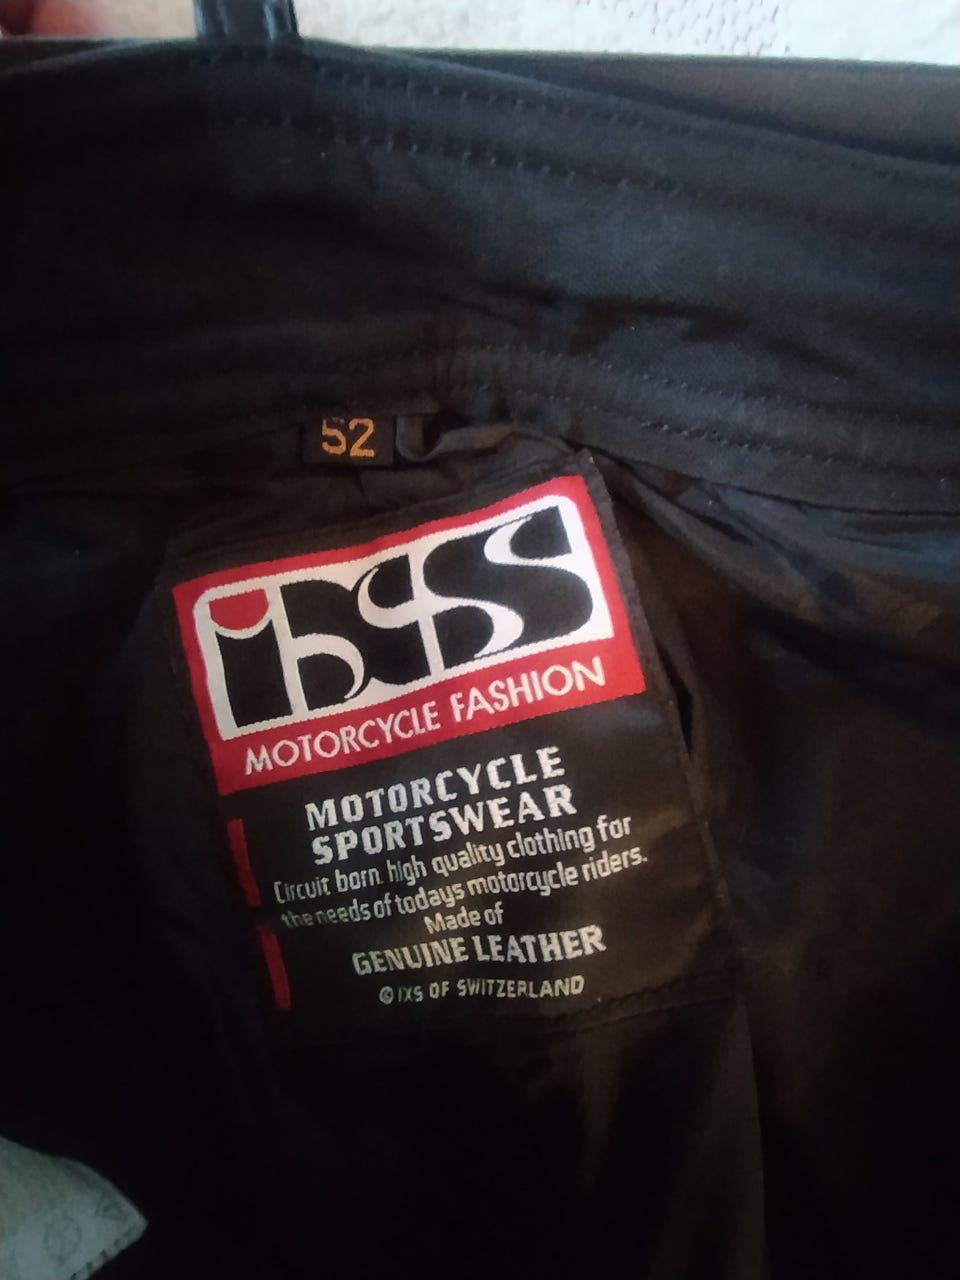 52
iXS
MOTORCYCLE FASHION
MOTORCYCLE
SPORTSWEAR
Circuit born. high quality clothing for
the needs of todays motorcycle riders.
Made of
GENUINE LEATHER
© IXS OF SWITZERLAND